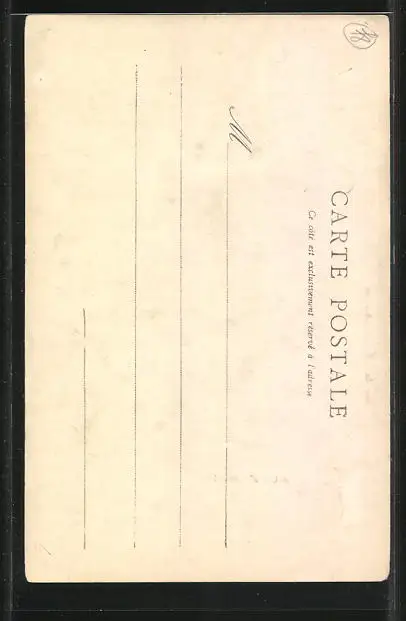 CARTE POSTALE
Ce côté est exclusivement réservé à l'adresse
M